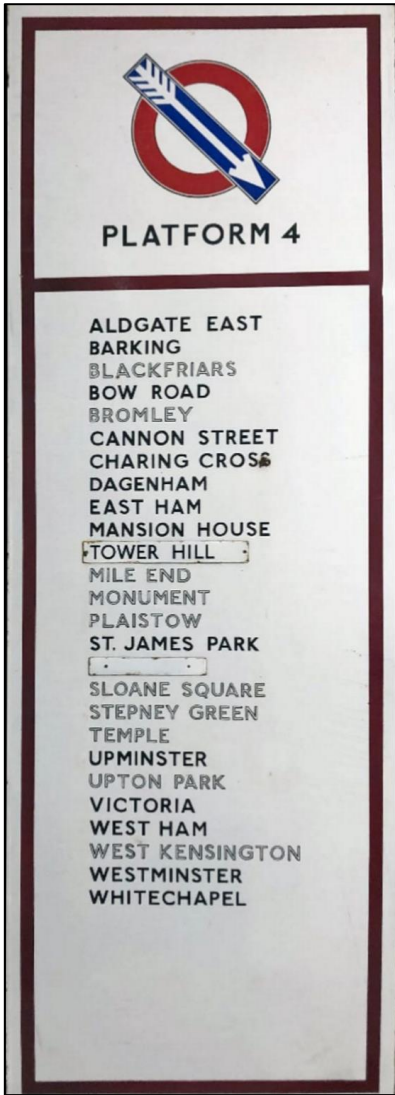 PLATFORM 4
ALDGATE EAST
BARKING
BLACKFRIARS
BOW ROAD
BROMLEY
CANNON STREET
CHARING CROSS
DAGENHAM
EAST HAM
MANSION HOUSE
TOWER HILL
MILE END
MONUMENT
PLAISTOW
ST. JAMES PARK
SLOANE SQUARE
STEPNEY GREEN
TEMPLE
UPMINSTER
UPTON PARK
VICTORIA
WEST HAM
WEST KENSINGTON
WESTMINSTER
WHITECHAPEL